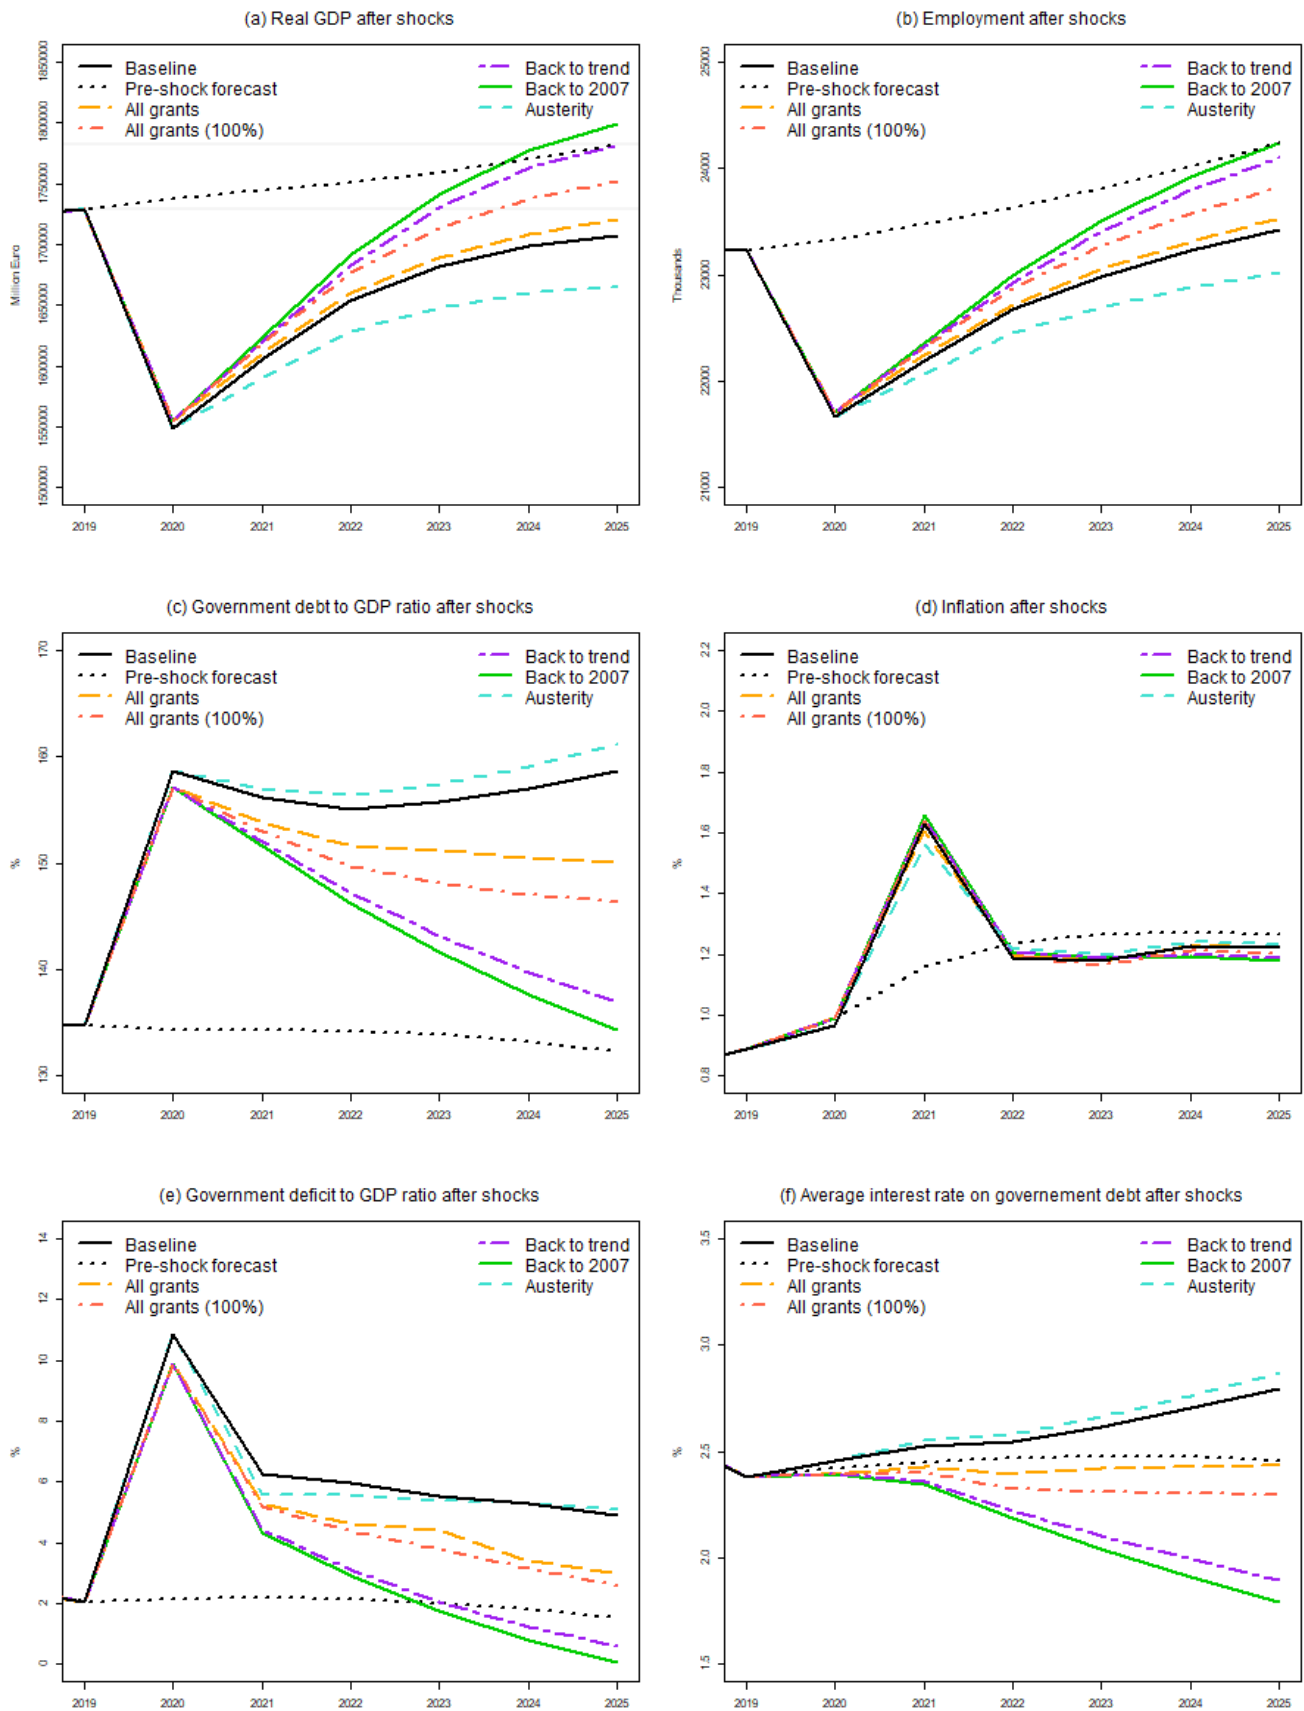 (a) Real GDP after shocks
Baseline
Pre-shock forecast
All grants
All grants (100%)
Back to trend
Back to 2007
Austerity
Million Euro
1850000
1800000
1750000
1700000
1650000
1600000
1550000
1500000
2019 2020 2021 2022 2023 2024 2025
(b) Employment after shocks
Baseline
Pre-shock forecast
All grants
All grants (100%)
Back to trend
Back to 2007
Austerity
Thousands
25000
24000
23000
22000
21000
2019 2020 2021 2022 2023 2024 2025
(c) Government debt to GDP ratio after shocks
Baseline
Pre-shock forecast
All grants
All grants (100%)
Back to trend
Back to 2007
Austerity
%
170
160
150
140
130
2019 2020 2021 2022 2023 2024 2025
(d) Inflation after shocks
Baseline
Pre-shock forecast
All grants
All grants (100%)
Back to trend
Back to 2007
Austerity
%
2.2
2.0
1.8
1.6
1.4
1.2
1.0
0.8
2019 2020 2021 2022 2023 2024 2025
(e) Government deficit to GDP ratio after shocks
Baseline
Pre-shock forecast
All grants
All grants (100%)
Back to trend
Back to 2007
Austerity
%
14
12
10
8
6
4
2
0
2019 2020 2021 2022 2023 2024 2025
(f) Average interest rate on governement debt after shocks
Baseline
Pre-shock forecast
All grants
All grants (100%)
Back to trend
Back to 2007
Austerity
%
3.5
3.0
2.5
2.0
1.5
2019 2020 2021 2022 2023 2024 2025